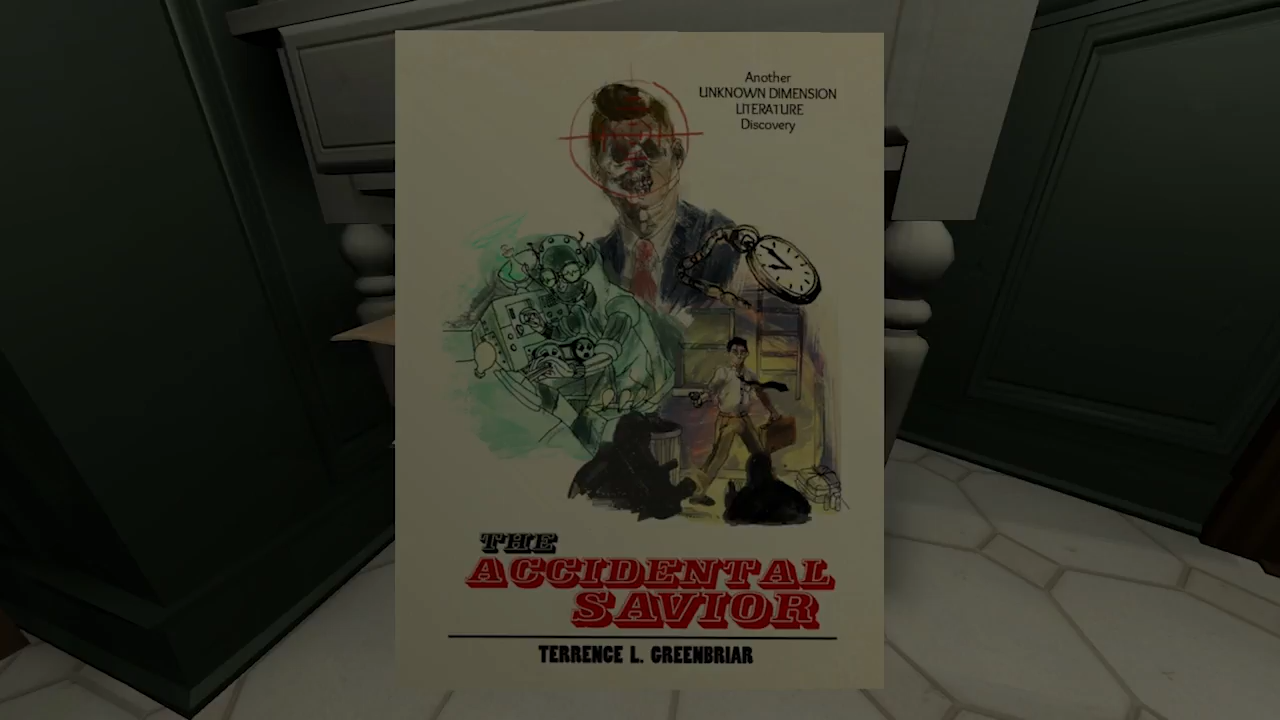 Another
UNKNOWN DIMENSION
LITERATURE
Discovery
THE
ACCIDENTAL
SAVIOR
TERRENCE L. GREENBRIAR